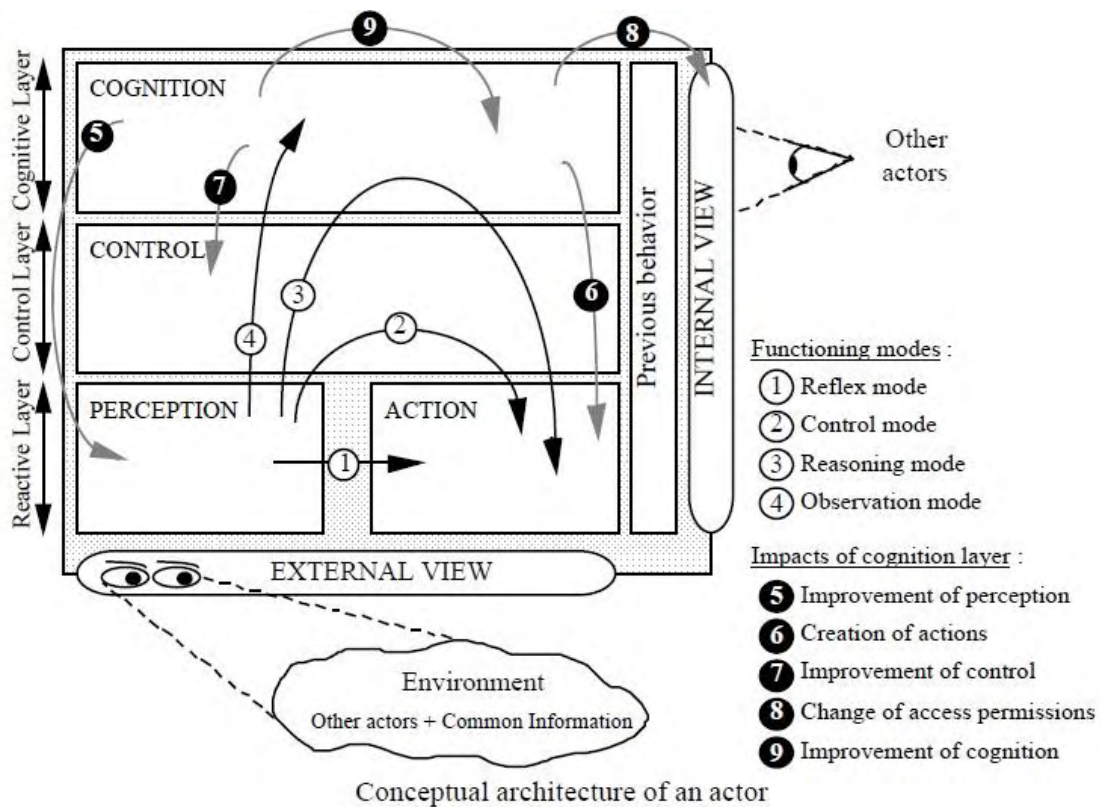 9
8
Cognitive Layer
COGNITION
5
7
Other
actors
Control Layer
CONTROL
3
4
2
6
Previous behavior
INTERNAL VIEW
Reactive Layer
PERCEPTION
ACTION
1
EXTERNAL VIEW
Environment
Other actors + Common Information
Functioning modes :
1 Reflex mode
2 Control mode
3 Reasoning mode
4 Observation mode
Impacts of cognition layer :
5 Improvement of perception
6 Creation of actions
7 Improvement of control
8 Change of access permissions
9 Improvement of cognition
Conceptual architecture of an actor